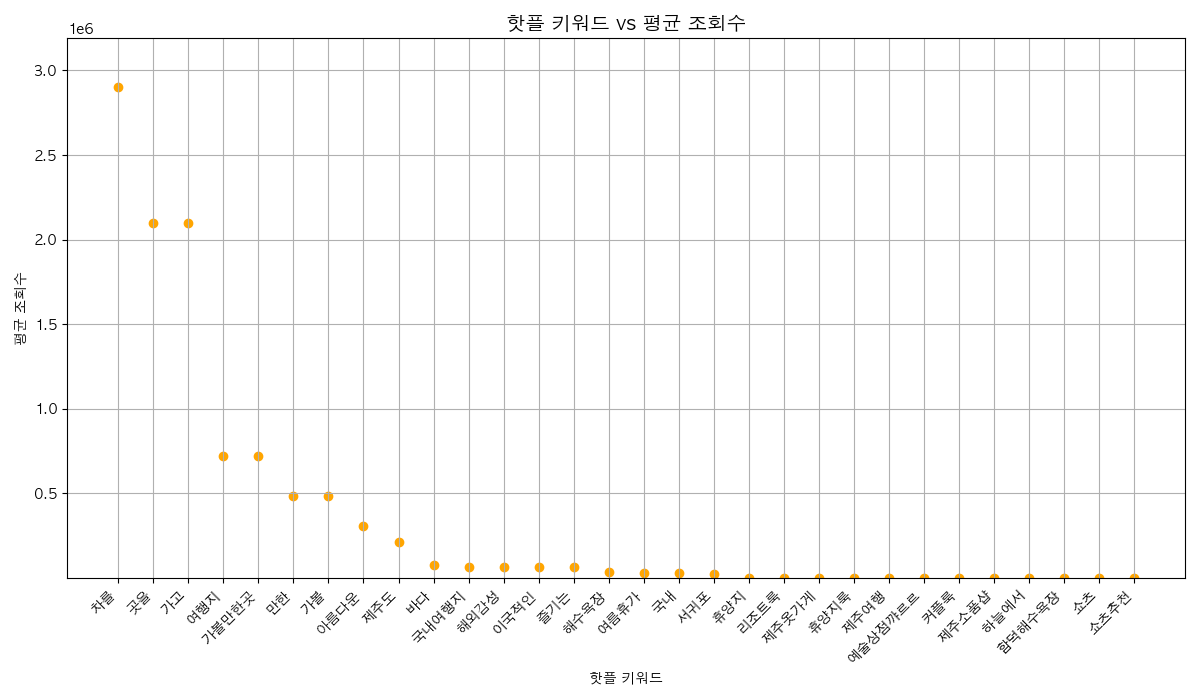 핫플 키워드 vs 평균 조회수
1e6
3.0
2.5
2.0
1.5
1.0
0.5
평균 조회수
차를
곳을
가고
여행지
가볼만한곳
만한
가볼
아름다운
제주도
바다
국내여행지
해외감성
이국적인
즐기는
해수욕장
여름휴가
국내
서귀포
휴양지
리조트룩
제주옷가게
휴양지룩
제주여행
예술상점까르르
커플룩
제주소품샵
하늘에서
함덕해수욕장
쇼츠
쇼츠추천
핫플 키워드